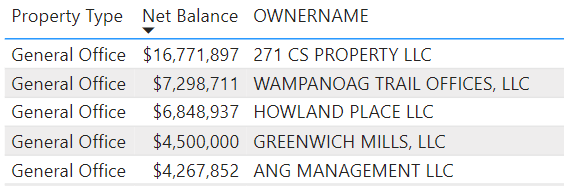 Property Type Net Balance OWNERNAME
General Office $16,771,897 271 CS PROPERTY LLC
General Office $7,298,711 WAMPANOAG TRAIL OFFICES, LLC
General Office $6,848,937 HOWLAND PLACE LLC
General Office $4,500,000 GREENWICH MILLS, LLC
General Office $4,267,852 ANG MANAGEMENT LLC